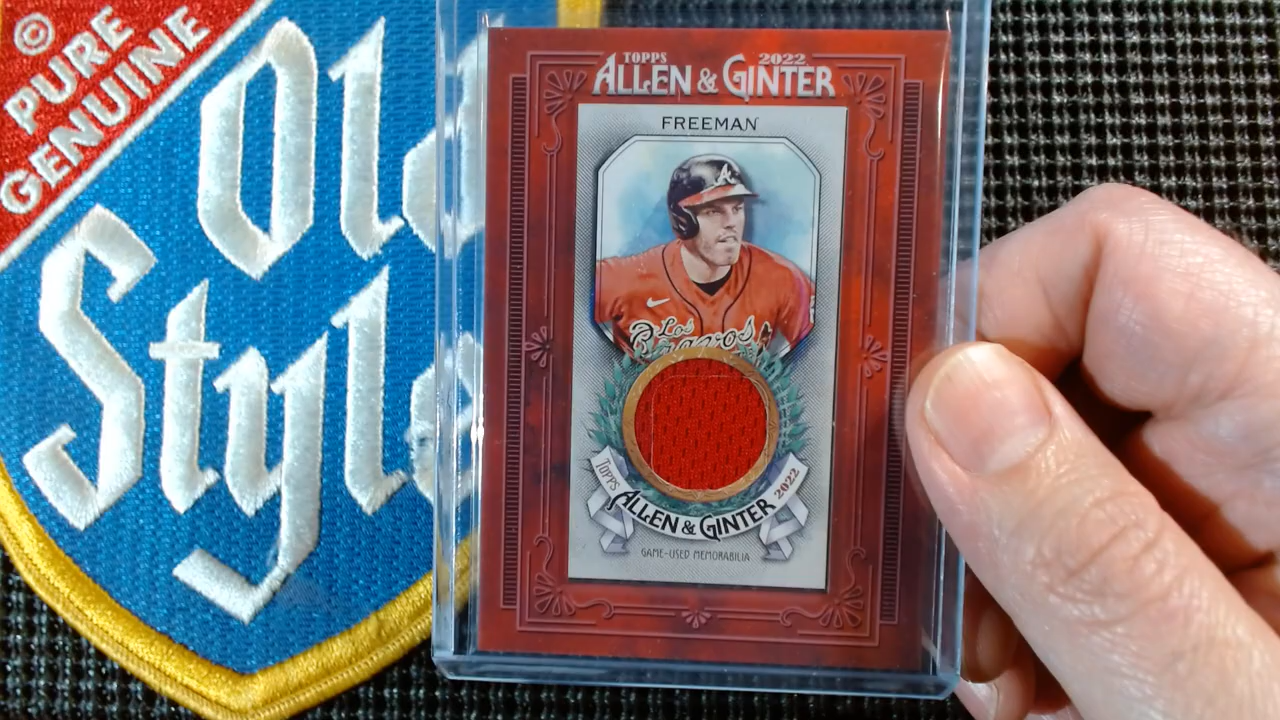 ©
PURE
GENUINE
Old
Style
TOPPS 2022
ALLEN & GINTER
FREEMAN
A
Los
Bravos
TOPPS
ALLEN & GINTER
2022
GAME-USED MEMORABILIA